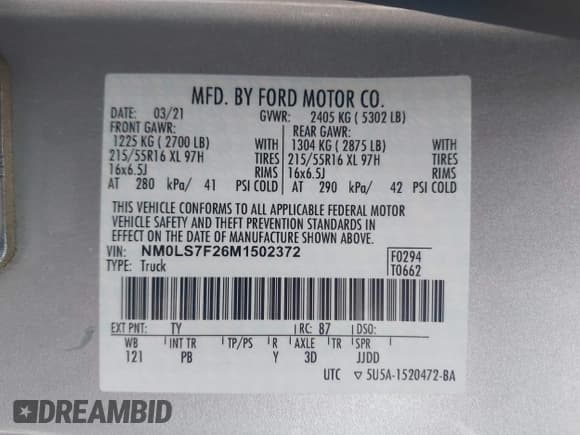 MFD. BY FORD MOTOR CO.
DATE: 03/21 GVWR: 2405 KG ( 5302 LB)
FRONT GAWR: REAR GAWR:
1225 KG ( 2700 LB) WITH 1304 KG ( 2875 LB) WITH
215/55R16 XL 97H TIRES 215/55R16 XL 97H TIRES
16x6.5J RIMS 16x6.5J RIMS
AT 280 kPa/ 41 PSI COLD AT 290 kPa/ 42 PSI COLD
THIS VEHICLE CONFORMS TO ALL APPLICABLE FEDERAL MOTOR
VEHICLE SAFETY AND THEFT PREVENTION STANDARDS IN
EFFECT ON THE DATE OF MANUFACTURE SHOWN ABOVE.
VIN: NM0LS7F26M1502372 F0294
TYPE: Truck T0662
EXT PNT: TY RC: 87 DSO:
WB INT TR TP/PS R AXLE TR SPR
121 PB Y 3D JJDD
UTC ▽ 5U5A-1520472-BA
DREAMBID